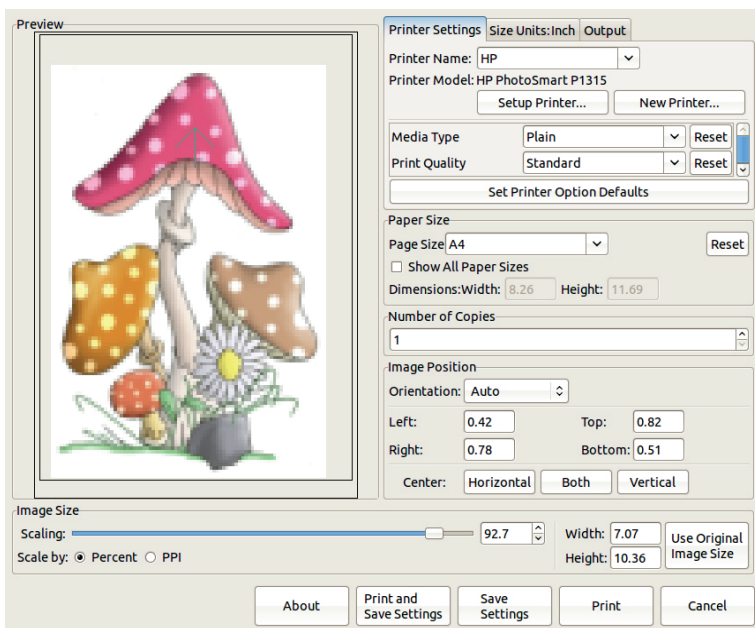 Preview
Printer Settings Size Units:Inch Output
Printer Name: HP
Printer Model: HP PhotoSmart P1315
Setup Printer... New Printer...
Media Type Plain Reset
Print Quality Standard Reset
Set Printer Option Defaults
Paper Size
Page Size A4 Reset
Show All Paper Sizes
Dimensions:Width: 8.26 Height: 11.69
Number of Copies
1
Image Position
Orientation: Auto
Left: 0.42 Top: 0.82
Right: 0.78 Bottom: 0.51
Center: Horizontal Both Vertical
Image Size
Scaling: 92.7 Width: 7.07
Scale by: Percent PPI Height: 10.36
Use Original
Image Size
About
Print and
Save Settings
Save
Settings
Print
Cancel